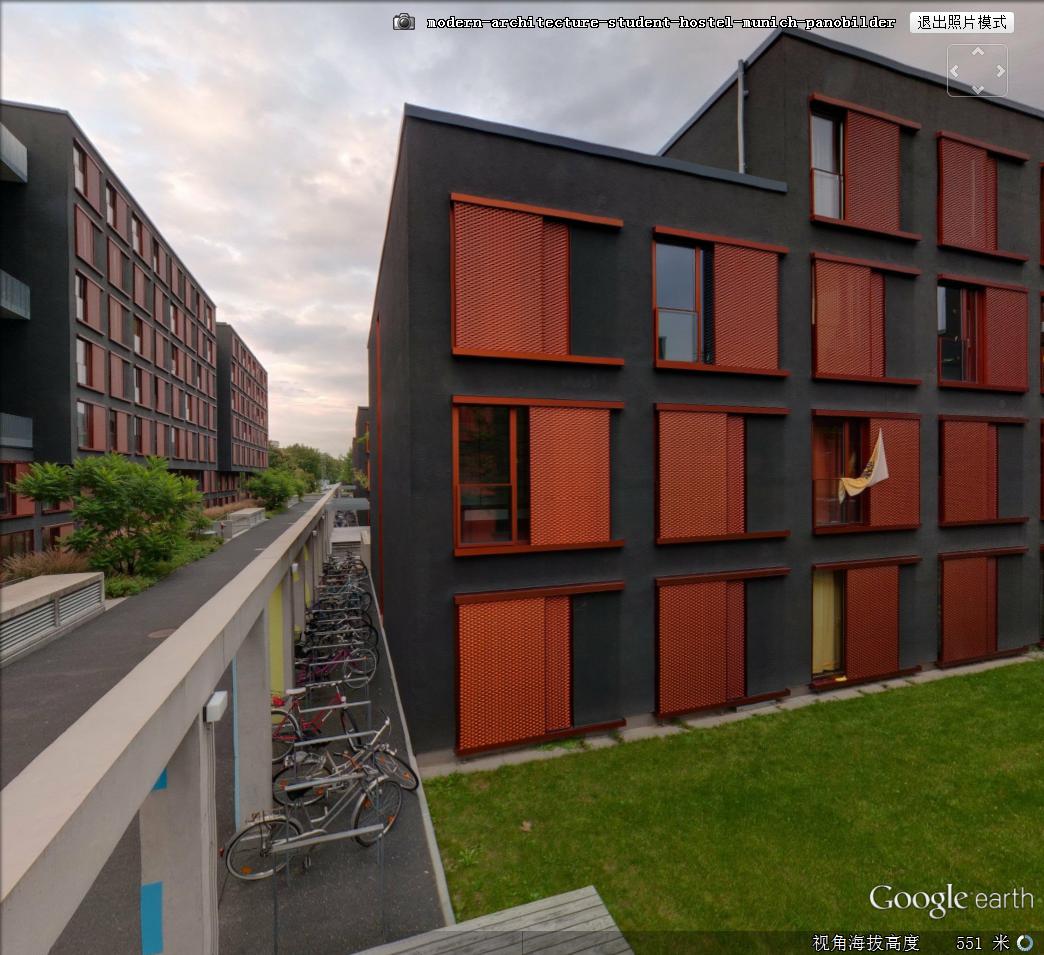 modern-architecture-student-hostel-munich-panobilder 退出照片模式
Google earth
视角海拔高度 551 米